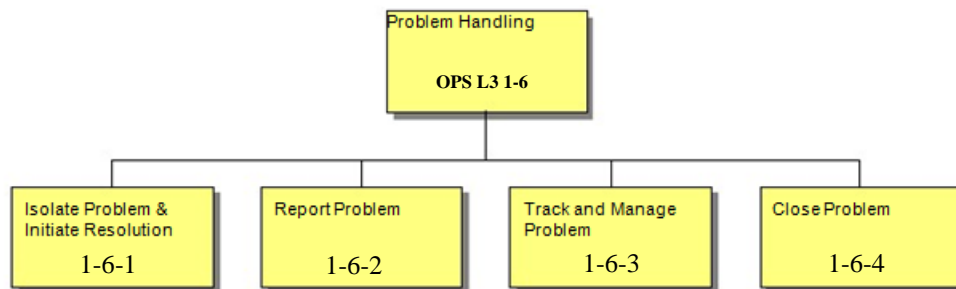 Problem Handling
OPS L3 1-6
Isolate Problem &
Initiate Resolution
1-6-1
Report Problem
1-6-2
Track and Manage
Problem
1-6-3
Close Problem
1-6-4